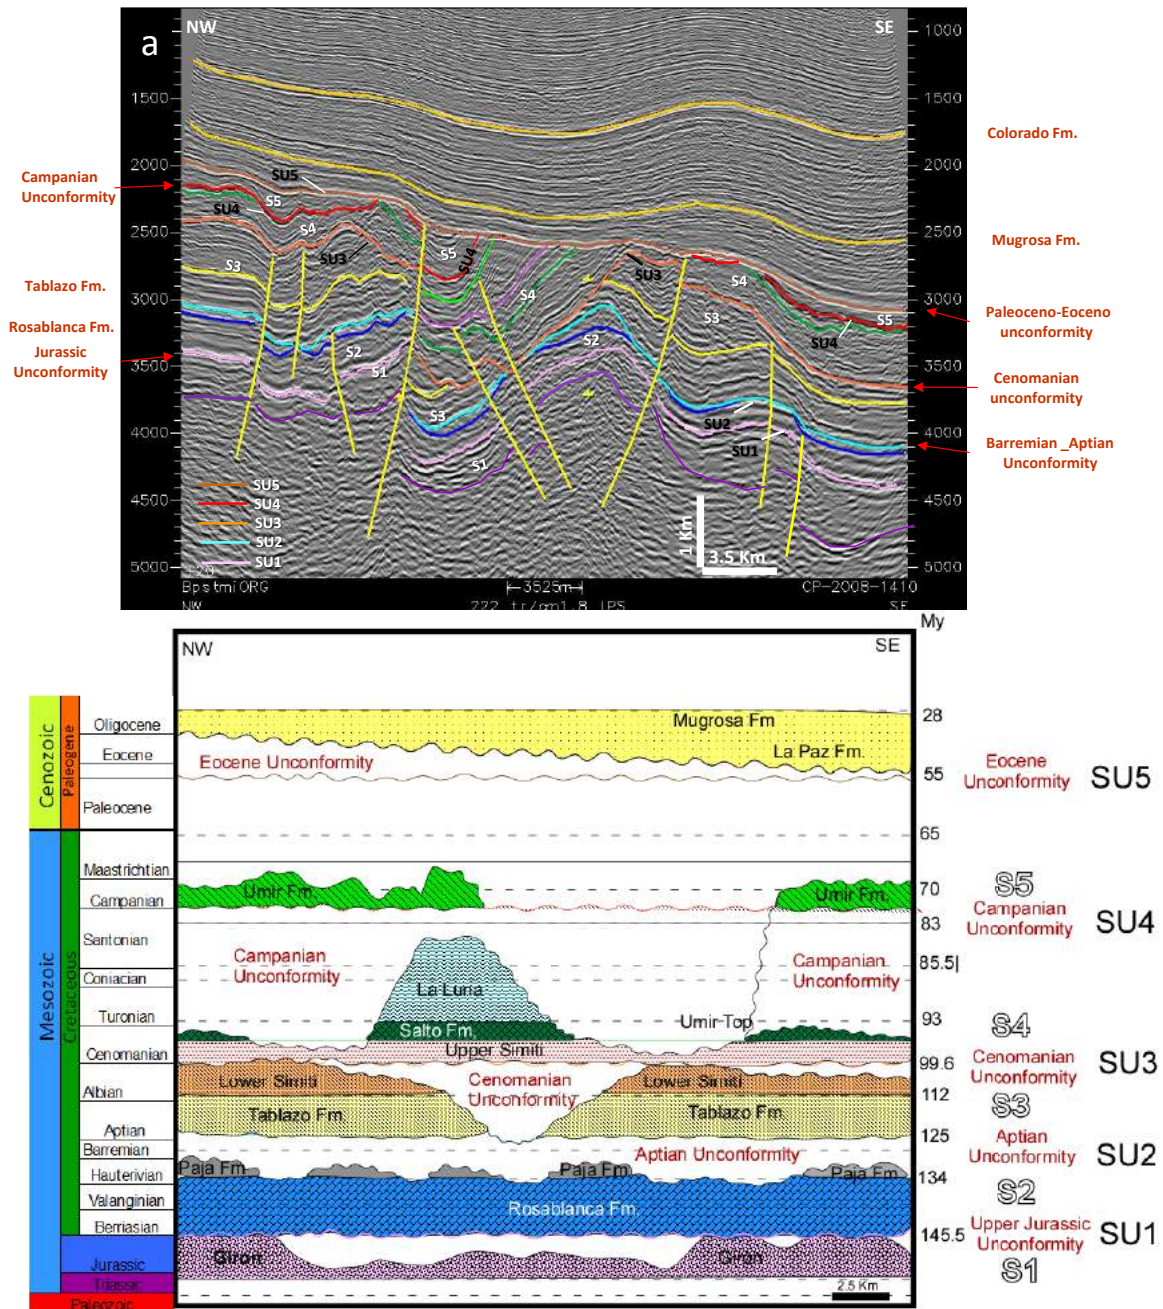 a
NW
SE
1000
1500
1500
2000
2000
2500
2500
3000
3000
3500
3500
4000
4000
4500
4500
5000
5000
Colorado Fm.
Campanian
Unconformity
Mugrosa Fm.
Tablazo Fm.
Rosablanca Fm.
Jurassic
Unconformity
Paleoceno-Eoceno
unconformity
Cenomanian
unconformity
Barremian _Aptian
Unconformity
SU5
S5
SU4
S4
SU3
S3
S2
S1
S5
SU4
S4
SU3
S4
S3
S2
S3
S1
SU4
S5
SU2
SU1
SU5
SU4
SU3
SU2
SU1
1 Km
3.5 Km
BpstmiORG
3525m
CP-2008-1410
NW
222 tr/cm1.8 IPS
SE
My
NW
SE
Cenozoic
Paleogene
Oligocene
Eocene
Paleocene
Mugrosa Fm
La Paz Fm.
28
Eocene Unconformity
55
Eocene
Unconformity
SU5
65
Mesozoic
Cretaceous
Maastrichtian
Campanian
Santonian
Coniacian
Turonian
Cenomanian
Albian
Aptian
Barremian
Hauterivian
Valanginian
Berriasian
Jurassic
Triassic
Paleozoic
Umir Fm.
Umir Fm.
70
S5
83
Campanian
Unconformity
SU4
Campanian
Unconformity
Campanian
Unconformity
85.5|
La Luna
Salto Fm.
Umir-Top
93
S4
Upper Simiti
99.6
Cenomanian
Unconformity
SU3
Lower Simiti
Cenomanian
Unconformity
Lower Simiti
112
S3
Tablazo Fm.
Tablazo Fm.
125
Aptian
Unconformity
SU2
Aptian Unconformity
Paja Fm
Paja Fm
Paja Fm
134
S2
Rosablanca Fm.
145.5
Upper Jurassic
Unconformity
SU1
Giron
Giron
S1
2.5 Km